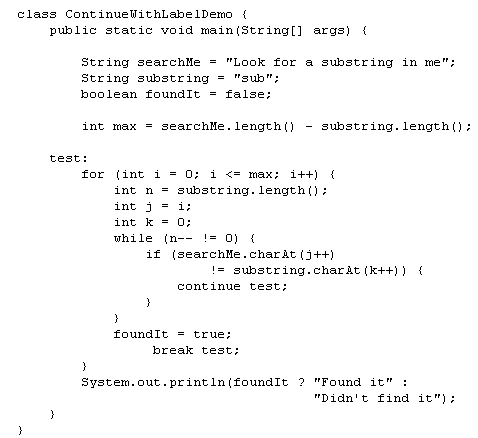 class ContinueWithLabelDemo {
    public static void main(String[] args) {

        String searchMe = "Look for a substring in me";
        String substring = "sub";
        boolean foundIt = false;

        int max = searchMe.length() - substring.length();

    test:
        for (int i = 0; i <= max; i++) {
            int n = substring.length();
            int j = i;
            int k = 0;
            while (n-- != 0) {
                if (searchMe.charAt(j++)
                        != substring.charAt(k++)) {
                    continue test;
                }
            }
            foundIt = true;
                 break test;
        }
        System.out.println(foundIt ? "Found it" :
                                     "Didn't find it");
    }
}